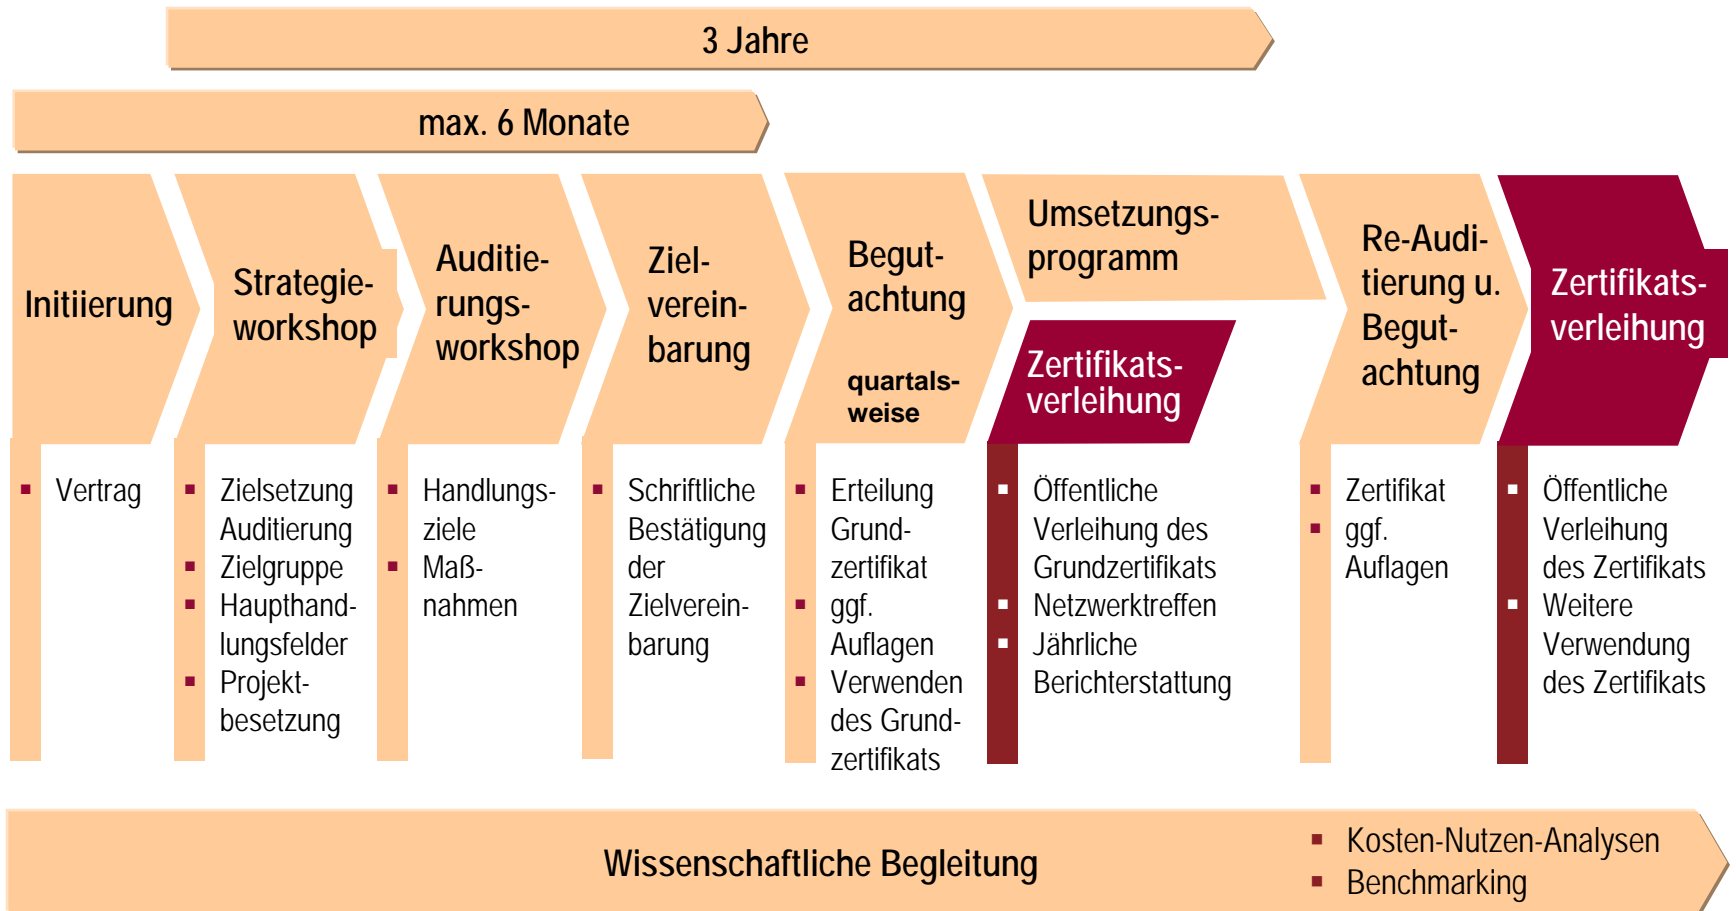 3 Jahre
max. 6 Monate
Initiierung
Strategie-
workshop
Auditie-
rungs-
workshop
Ziel-
verein-
barung
Begut-
achtung
quartals-
weise
Umsetzungs-
programm
Zertifikats-
verleihung
Re-Audi-
tierung u.
Begut-
achtung
Zertifikats-
verleihung
▪ Vertrag
▪ Zielsetzung
Auditierung
▪ Zielgruppe
▪ Haupthand-
lungsfelder
▪ Projekt-
besetzung
▪ Handlungs-
ziele
▪ Maß-
nahmen
▪ Schriftliche
Bestätigung
der
Zielverein-
barung
▪ Erteilung
Grund-
zertifikat
▪ ggf.
Auflagen
▪ Verwenden
des Grund-
zertifikats
▪ Öffentliche
Verleihung des
Grundzertifikats
▪ Netzwerktreffen
▪ Jährliche
Berichterstattung
▪ Zertifikat
▪ ggf.
Auflagen
▪ Öffentliche
Verleihung
des Zertifikats
▪ Weitere
Verwendung
des Zertifikats
Wissenschaftliche Begleitung
▪ Kosten-Nutzen-Analysen
▪ Benchmarking